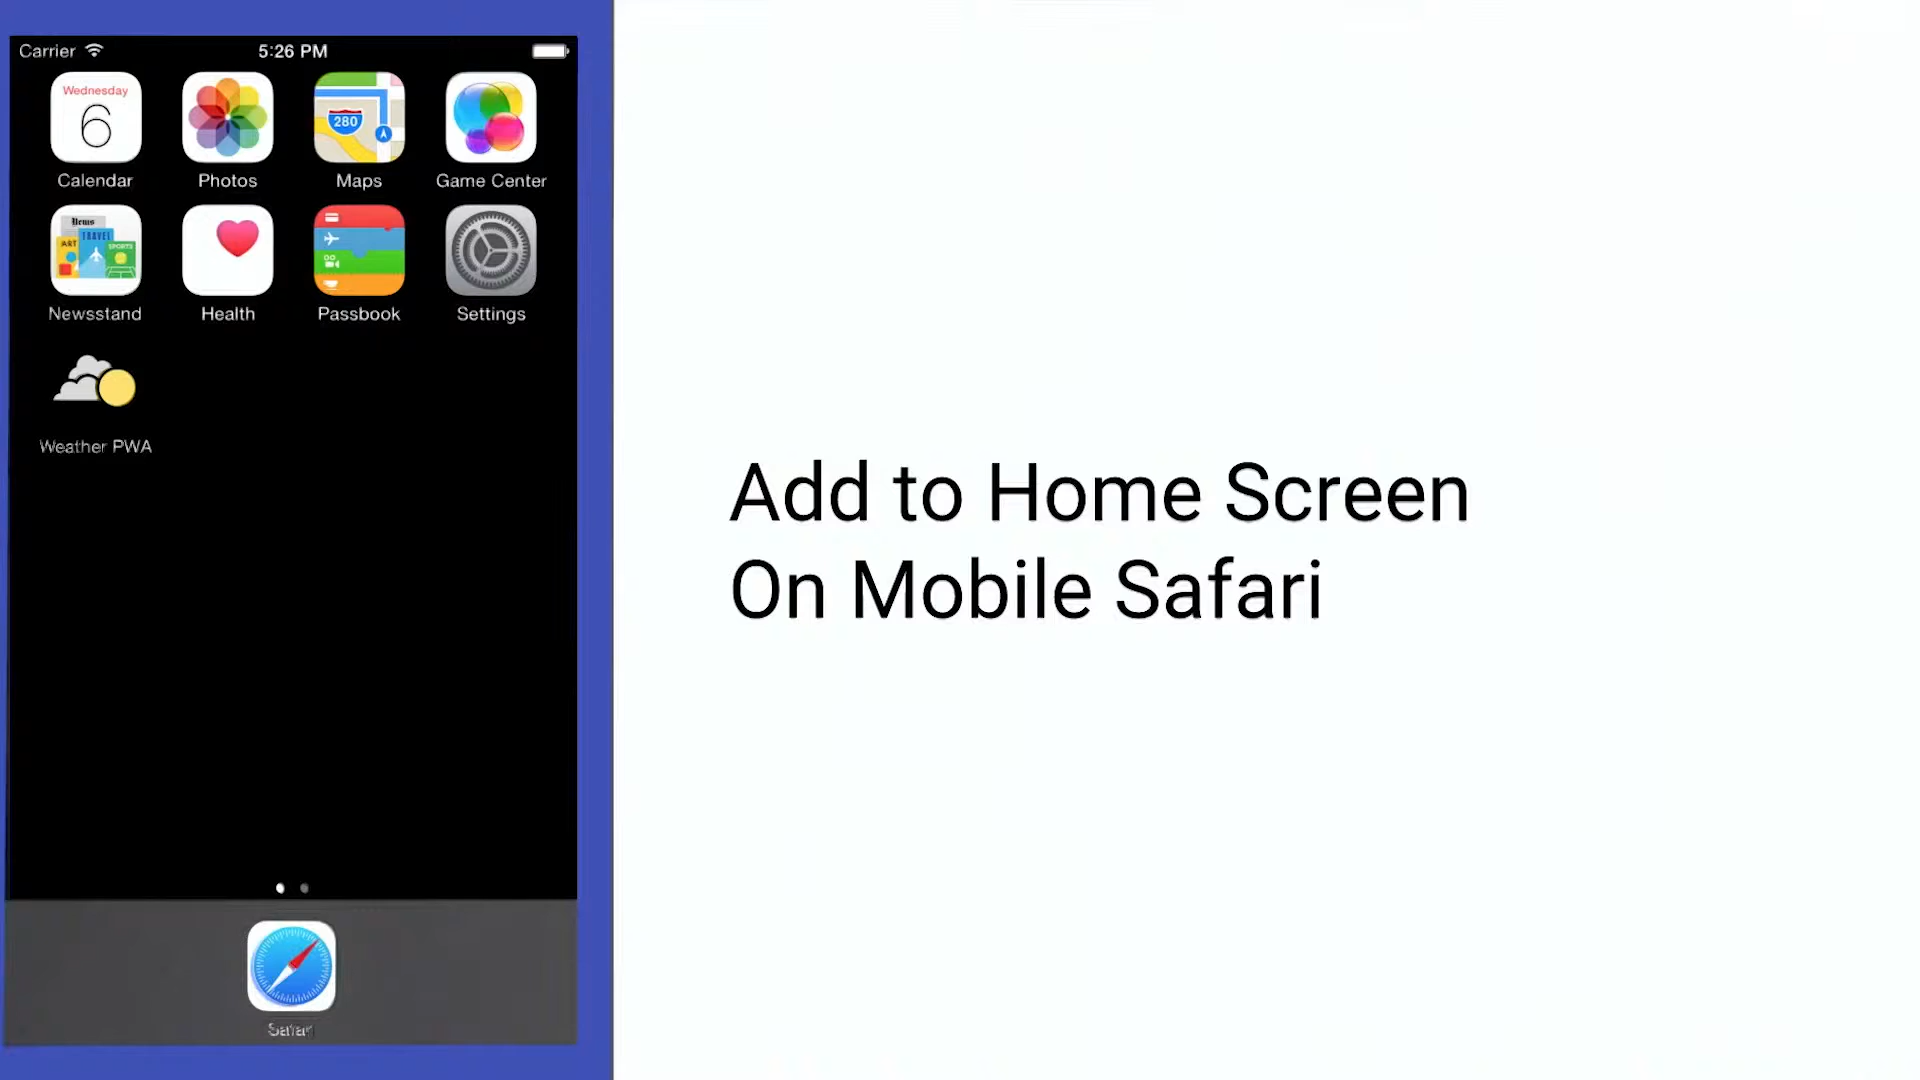 Carrier 5:26 PM
Wednesday
6
280
Calendar Photos Maps Game Center
News
ART TRAVEL SPORTS
Newsstand Health Passbook Settings
Weather PWA
Add to Home Screen
On Mobile Safari
Safari